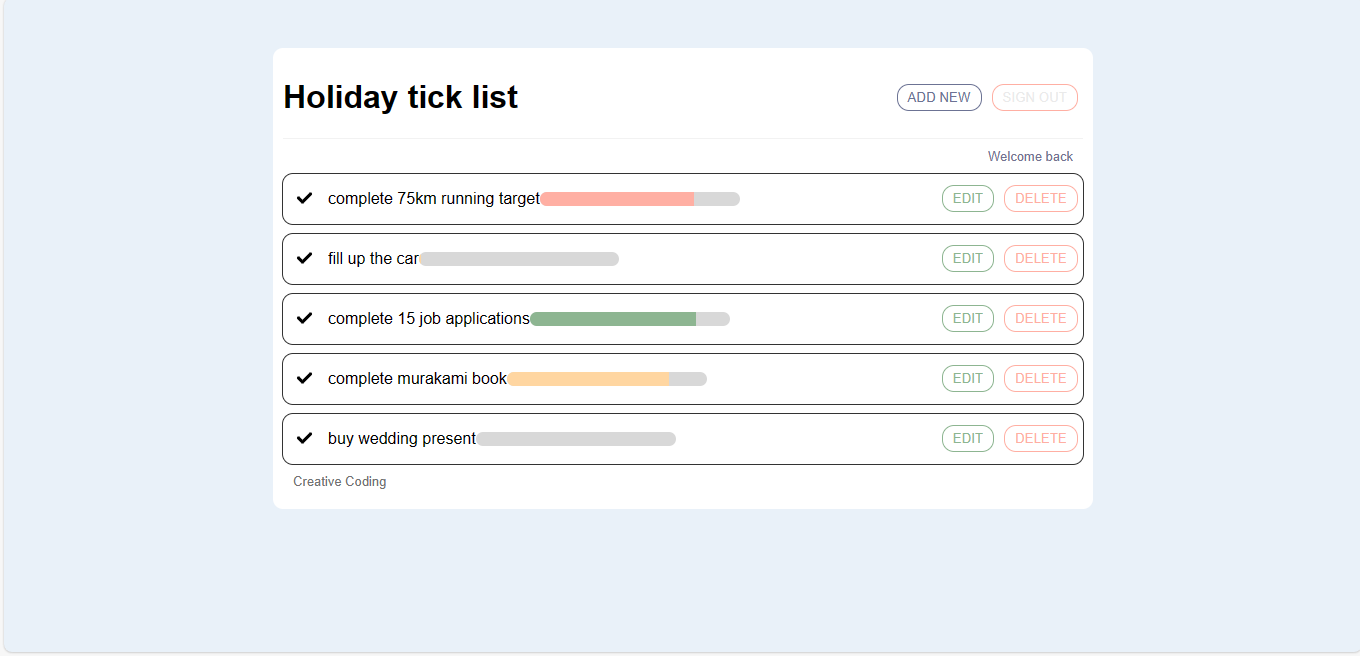 Holiday tick list
ADD NEW SIGN OUT
Welcome back
complete 75km running target EDIT DELETE
fill up the car EDIT DELETE
complete 15 job applications EDIT DELETE
complete murakami book EDIT DELETE
buy wedding present EDIT DELETE
Creative Coding